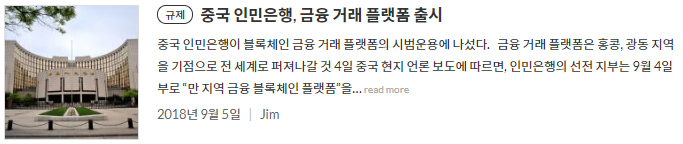 규제 중국 인민은행, 금융 거래 플랫폼 출시
중국 인민은행이 블록체인 금융 거래 플랫폼의 시범운용에 나섰다. 금융 거래 플랫폼은 홍콩, 광동 지역
을 기점으로 전 세계로 퍼져나갈 것 4일 중국 현지 언론 보도에 따르면, 인민은행의 선전 지부는 9월 4일
부로 "만 지역 금융 블록체인 플랫폼"을... read more
2018년 9월 5일 | Jim